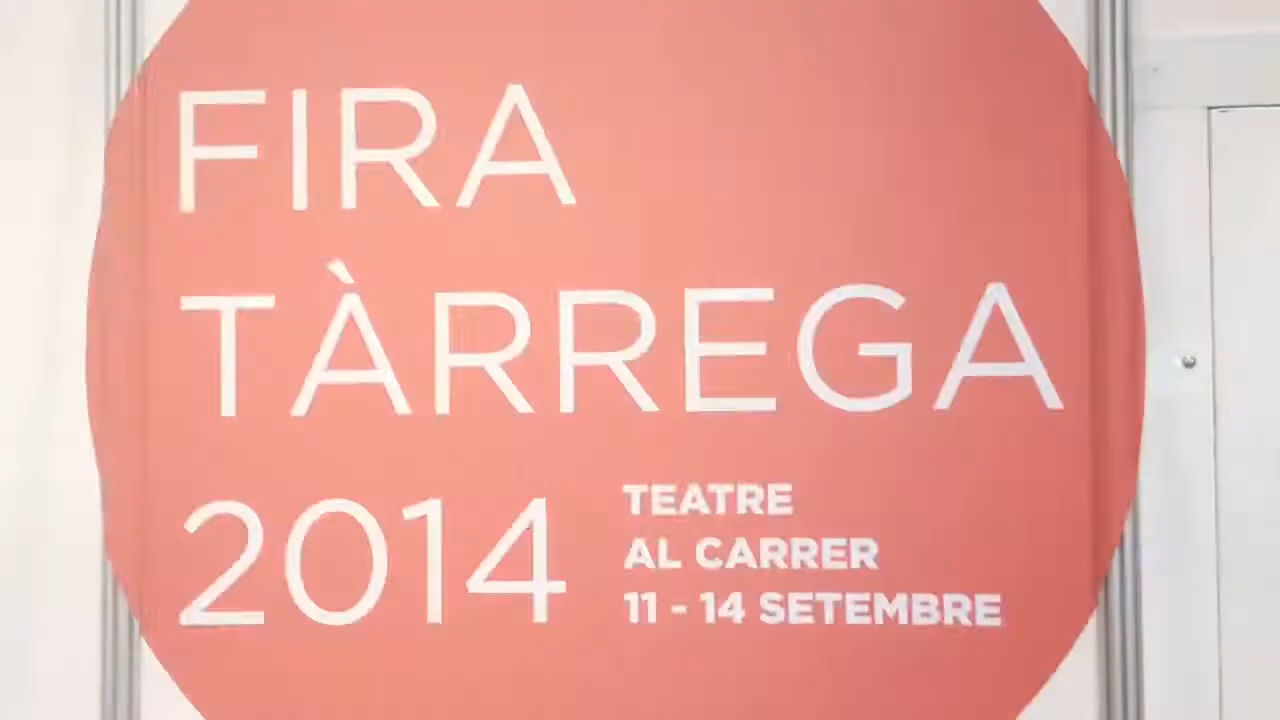 FIRA
TÀRREGA
2014
TEATRE
AL CARRER
11 - 14 SETEMBRE